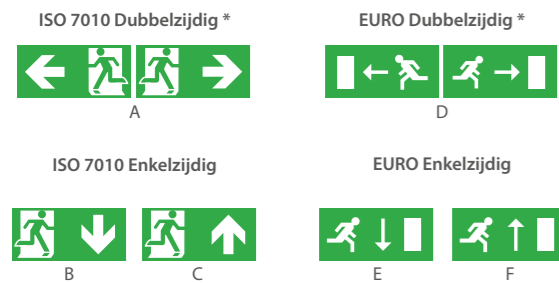 ISO 7010 Dubbelzijdig *
EURO Dubbelzijdig *
A
D
ISO 7010 Enkelzijdig
EURO Enkelzijdig
B
C
E
F